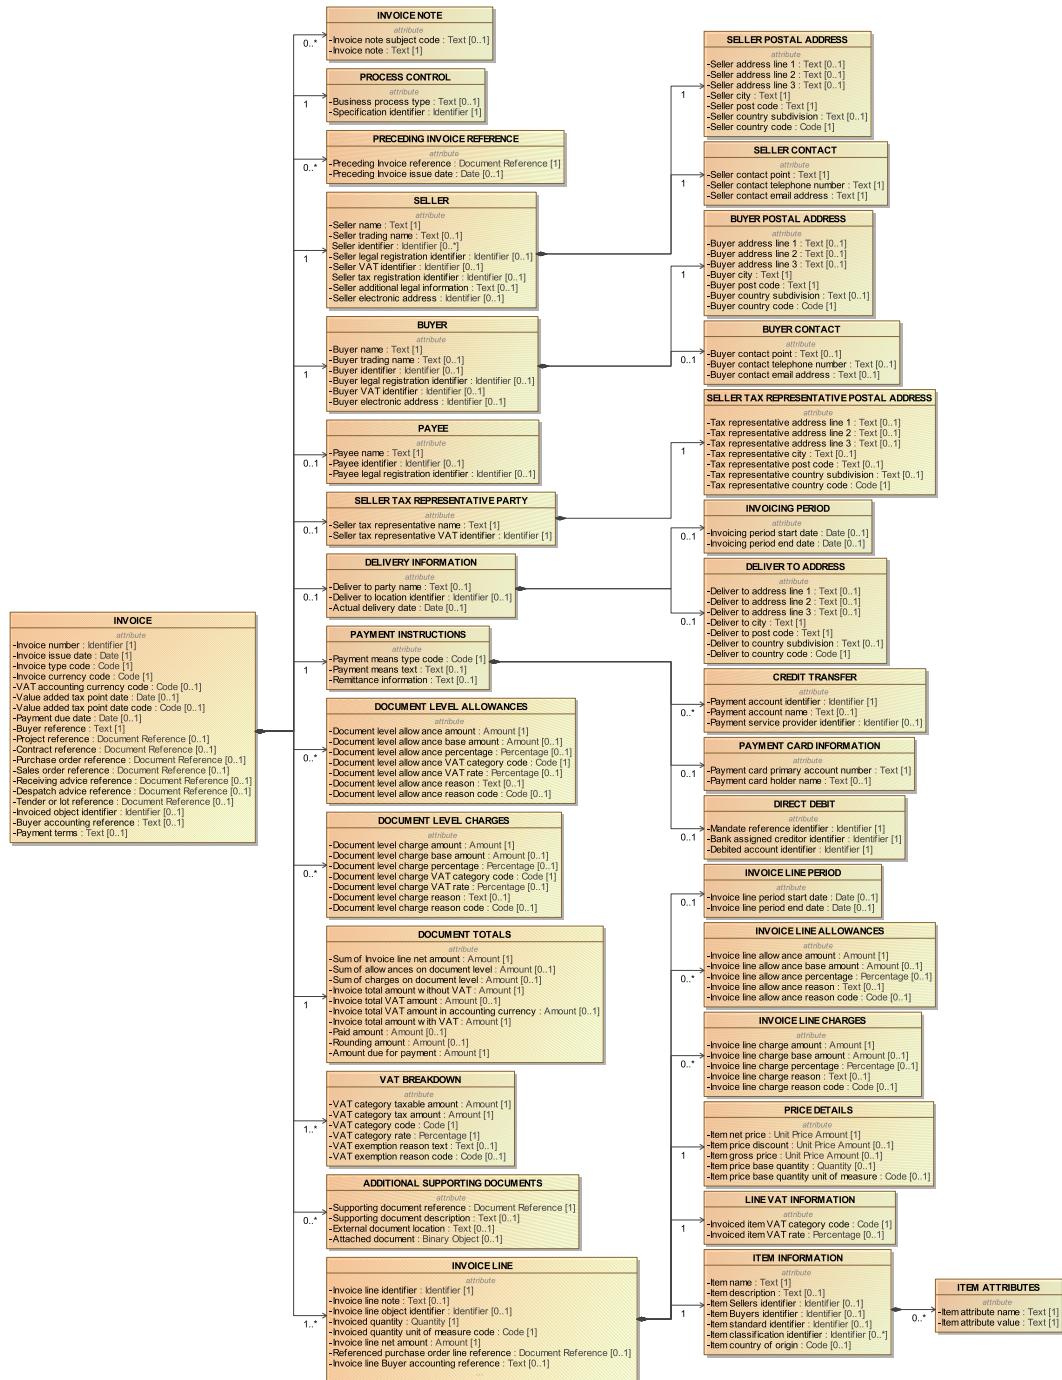 INVOICE
attribute
-Invoice number : Identifier [1]
-Invoice issue date : Date [1]
-Invoice type code : Code [1]
-Invoice currency code : Code [1]
-VAT accounting currency code : Code [0..1]
-Value added tax point date : Date [0..1]
-Value added tax point date code : Code [0..1]
-Payment due date : Date [0..1]
-Buyer reference : Text [1]
-Project reference : Document Reference [0..1]
-Contract reference : Document Reference [0..1]
-Purchase order reference : Document Reference [0..1]
-Sales order reference : Document Reference [0..1]
-Receiving advice reference : Document Reference [0..1]
-Despatch advice reference : Document Reference [0..1]
-Tender or lot reference : Document Reference [0..1]
-Invoiced object identifier : Identifier [0..1]
-Buyer accounting reference : Text [0..1]
-Payment terms : Text [0..1]
INVOICE NOTE
attribute
-Invoice note subject code : Text [0..1]
-Invoice note : Text [1]
0..*
PROCESS CONTROL
attribute
-Business process type : Text [0..1]
-Specification identifier : Identifier [1]
1
PRECEDING INVOICE REFERENCE
attribute
-Preceding Invoice reference : Document Reference [1]
-Preceding Invoice issue date : Date [0..1]
0..*
SELLER
attribute
-Seller name : Text [1]
-Seller trading name : Text [0..1]
Seller identifier : Identifier [0..*]
-Seller legal registration identifier : Identifier [0..1]
-Seller VAT identifier : Identifier [0..1]
Seller tax registration identifier : Identifier [0..1]
-Seller additional legal information : Text [0..1]
-Seller electronic address : Identifier [0..1]
1
BUYER
attribute
-Buyer name : Text [1]
-Buyer trading name : Text [0..1]
-Buyer identifier : Identifier [0..1]
-Buyer legal registration identifier : Identifier [0..1]
-Buyer VAT identifier : Identifier [0..1]
-Buyer electronic address : Identifier [0..1]
1
PAYEE
attribute
-Payee name : Text [1]
-Payee identifier : Identifier [0..1]
-Payee legal registration identifier : Identifier [0..1]
0..1
SELLER TAX REPRESENTATIVE PARTY
attribute
-Seller tax representative name : Text [1]
-Seller tax representative VAT identifier : Identifier [1]
0..1
DELIVERY INFORMATION
attribute
-Deliver to party name : Text [0..1]
-Deliver to location identifier : Identifier [0..1]
-Actual delivery date : Date [0..1]
0..1
PAYMENT INSTRUCTIONS
attribute
-Payment means type code : Code [1]
-Payment means text : Text [0..1]
-Remittance information : Text [0..1]
1
DOCUMENT LEVEL ALLOWANCES
attribute
-Document level allowance amount : Amount [1]
-Document level allowance base amount : Amount [0..1]
-Document level allowance percentage : Percentage [0..1]
-Document level allowance VAT category code : Code [1]
-Document level allowance VAT rate : Percentage [0..1]
-Document level allowance reason : Text [0..1]
-Document level allowance reason code : Code [0..1]
0..*
DOCUMENT LEVEL CHARGES
attribute
-Document level charge amount : Amount [1]
-Document level charge base amount : Amount [0..1]
-Document level charge percentage : Percentage [0..1]
-Document level charge VAT category code : Code [1]
-Document level charge VAT rate : Percentage [0..1]
-Document level charge reason : Text [0..1]
-Document level charge reason code : Code [0..1]
0..*
DOCUMENT TOTALS
attribute
-Sum of Invoice line net amount : Amount [1]
-Sum of allowances on document level : Amount [0..1]
-Sum of charges on document level : Amount [0..1]
-Invoice total amount without VAT : Amount [1]
-Invoice total VAT amount : Amount [0..1]
-Invoice total VAT amount in accounting currency : Amount [0..1]
-Invoice total amount with VAT : Amount [1]
-Paid amount : Amount [0..1]
-Rounding amount : Amount [0..1]
-Amount due for payment : Amount [1]
1
VAT BREAKDOWN
attribute
-VAT category taxable amount : Amount [1]
-VAT category tax amount : Amount [1]
-VAT category code : Code [1]
-VAT category rate : Percentage [1]
-VAT exemption reason text : Text [0..1]
-VAT exemption reason code : Code [0..1]
1..*
ADDITIONAL SUPPORTING DOCUMENTS
attribute
-Supporting document reference : Document Reference [1]
-Supporting document description : Text [0..1]
-External document location : Text [0..1]
-Attached document : Binary Object [0..1]
0..*
INVOICE LINE
attribute
-Invoice line identifier : Identifier [1]
-Invoice line note : Text [0..1]
-Invoice line object identifier : Identifier [0..1]
-Invoiced quantity : Quantity [1]
-Invoiced quantity unit of measure code : Code [1]
-Invoice line net amount : Amount [1]
-Referenced purchase order line reference : Document Reference [0..1]
-Invoice line Buyer accounting reference : Text [0..1]
...
1..*
SELLER POSTAL ADDRESS
attribute
-Seller address line 1 : Text [0..1]
-Seller address line 2 : Text [0..1]
-Seller address line 3 : Text [0..1]
-Seller city : Text [1]
-Seller post code : Text [1]
-Seller country subdivision : Text [0..1]
-Seller country code : Code [1]
1
SELLER CONTACT
attribute
-Seller contact point : Text [1]
-Seller contact telephone number : Text [1]
-Seller contact email address : Text [1]
1
BUYER POSTAL ADDRESS
attribute
-Buyer address line 1 : Text [0..1]
-Buyer address line 2 : Text [0..1]
-Buyer address line 3 : Text [0..1]
-Buyer city : Text [1]
-Buyer post code : Text [1]
-Buyer country subdivision : Text [0..1]
-Buyer country code : Code [1]
1
BUYER CONTACT
attribute
-Buyer contact point : Text [0..1]
-Buyer contact telephone number : Text [0..1]
-Buyer contact email address : Text [0..1]
0..1
SELLER TAX REPRESENTATIVE POSTAL ADDRESS
attribute
-Tax representative address line 1 : Text [0..1]
-Tax representative address line 2 : Text [0..1]
-Tax representative address line 3 : Text [0..1]
-Tax representative city : Text [0..1]
-Tax representative post code : Text [0..1]
-Tax representative country subdivision : Text [0..1]
-Tax representative country code : Code [1]
1
INVOICING PERIOD
attribute
-Invoicing period start date : Date [0..1]
-Invoicing period end date : Date [0..1]
0..1
DELIVER TO ADDRESS
attribute
-Deliver to address line 1 : Text [0..1]
-Deliver to address line 2 : Text [0..1]
-Deliver to address line 3 : Text [0..1]
-Deliver to city : Text [1]
-Deliver to post code : Text [1]
-Deliver to country subdivision : Text [0..1]
-Deliver to country code : Code [1]
0..1
CREDIT TRANSFER
attribute
-Payment account identifier : Identifier [1]
-Payment account name : Text [0..1]
-Payment service provider identifier : Identifier [0..1]
0..*
PAYMENT CARD INFORMATION
attribute
-Payment card primary account number : Text [1]
-Payment card holder name : Text [0..1]
0..1
DIRECT DEBIT
attribute
-Mandate reference identifier : Identifier [1]
-Bank assigned creditor identifier : Identifier [1]
-Debited account identifier : Identifier [1]
0..1
INVOICE LINE PERIOD
attribute
-Invoice line period start date : Date [0..1]
-Invoice line period end date : Date [0..1]
0..1
INVOICE LINE ALLOWANCES
attribute
-Invoice line allowance amount : Amount [1]
-Invoice line allowance base amount : Amount [0..1]
-Invoice line allowance percentage : Percentage [0..1]
-Invoice line allowance reason : Text [0..1]
-Invoice line allowance reason code : Code [0..1]
0..*
INVOICE LINE CHARGES
attribute
-Invoice line charge amount : Amount [1]
-Invoice line charge base amount : Amount [0..1]
-Invoice line charge percentage : Percentage [0..1]
-Invoice line charge reason : Text [0..1]
-Invoice line charge reason code : Code [0..1]
0..*
PRICE DETAILS
attribute
-Item net price : Unit Price Amount [1]
-Item price discount : Unit Price Amount [0..1]
-Item gross price : Unit Price Amount [0..1]
-Item price base quantity : Quantity [0..1]
-Item price base quantity unit of measure : Code [0..1]
1
LINE VAT INFORMATION
attribute
-Invoiced item VAT category code : Code [1]
-Invoiced item VAT rate : Percentage [0..1]
1
ITEM INFORMATION
attribute
-Item name : Text [1]
-Item description : Text [0..1]
-Item Sellers identifier : Identifier [0..1]
-Item Buyers identifier : Identifier [0..1]
-Item standard identifier : Identifier [0..1]
-Item classification identifier : Identifier [0..*]
-Item country of origin : Code [0..1]
1
ITEM ATTRIBUTES
attribute
-Item attribute name : Text [1]
-Item attribute value : Text [1]
0..*